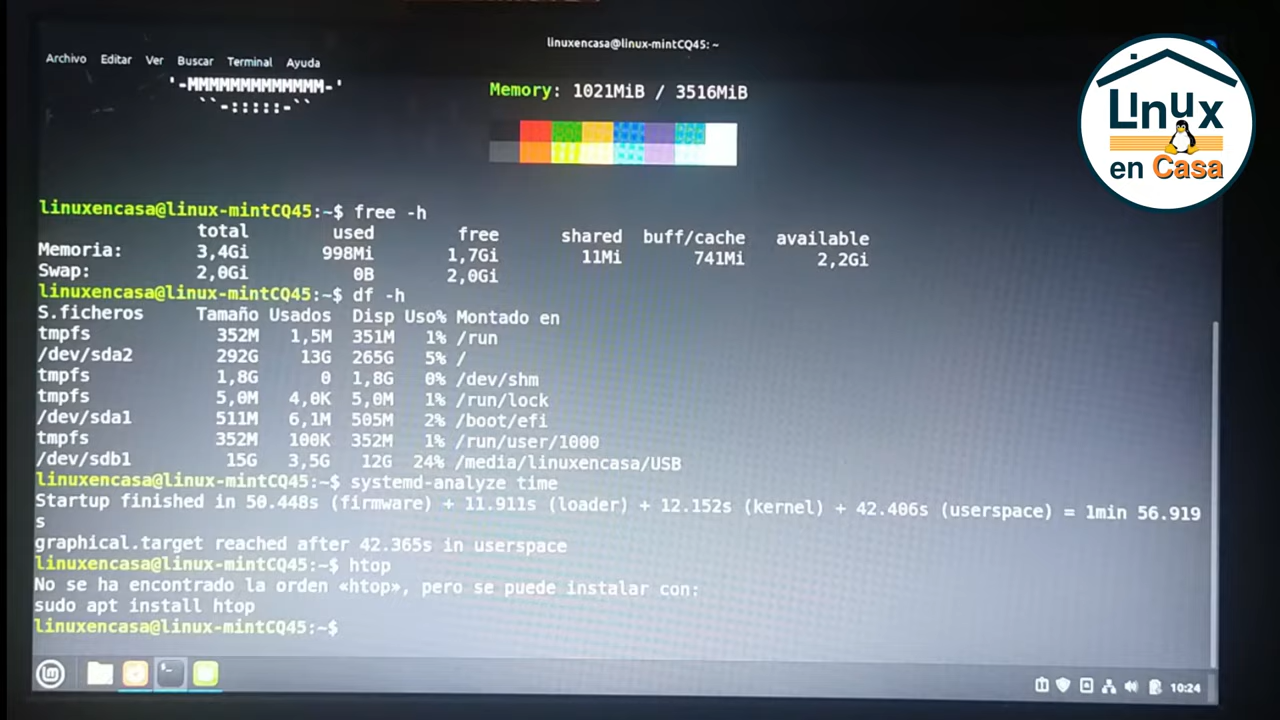 linuxencasa@linux-mintCQ45: ~
Archivo Editar Ver Buscar Terminal Ayuda
'-MMMMMMMMMMMMM-'
``-:::::-``
Memory: 1021MiB / 3516MiB
Linux
en Casa
linuxencasa@linux-mintCQ45:~$ free -h
total used free shared buff/cache available
Memoria: 3,4Gi 998Mi 1,7Gi 11Mi 741Mi 2,2Gi
Swap: 2,0Gi 0B 2,0Gi
linuxencasa@linux-mintCQ45:~$ df -h
S.ficheros Tamaño Usados Disp Uso% Montado en
tmpfs 352M 1,5M 351M 1% /run
/dev/sda2 292G 13G 265G 5% /
tmpfs 1,8G 0 1,8G 0% /dev/shm
tmpfs 5,0M 4,0K 5,0M 1% /run/lock
/dev/sda1 511M 6,1M 505M 2% /boot/efi
tmpfs 352M 100K 352M 1% /run/user/1000
/dev/sdb1 15G 3,5G 12G 24% /media/linuxencasa/USB
linuxencasa@linux-mintCQ45:~$ systemd-analyze time
Startup finished in 50.448s (firmware) + 11.911s (loader) + 12.152s (kernel) + 42.406s (userspace) = 1min 56.919
s
graphical.target reached after 42.365s in userspace
linuxencasa@linux-mintCQ45:~$ htop
No se ha encontrado la orden «htop», pero se puede instalar con:
sudo apt install htop
linuxencasa@linux-mintCQ45:~$
10:24